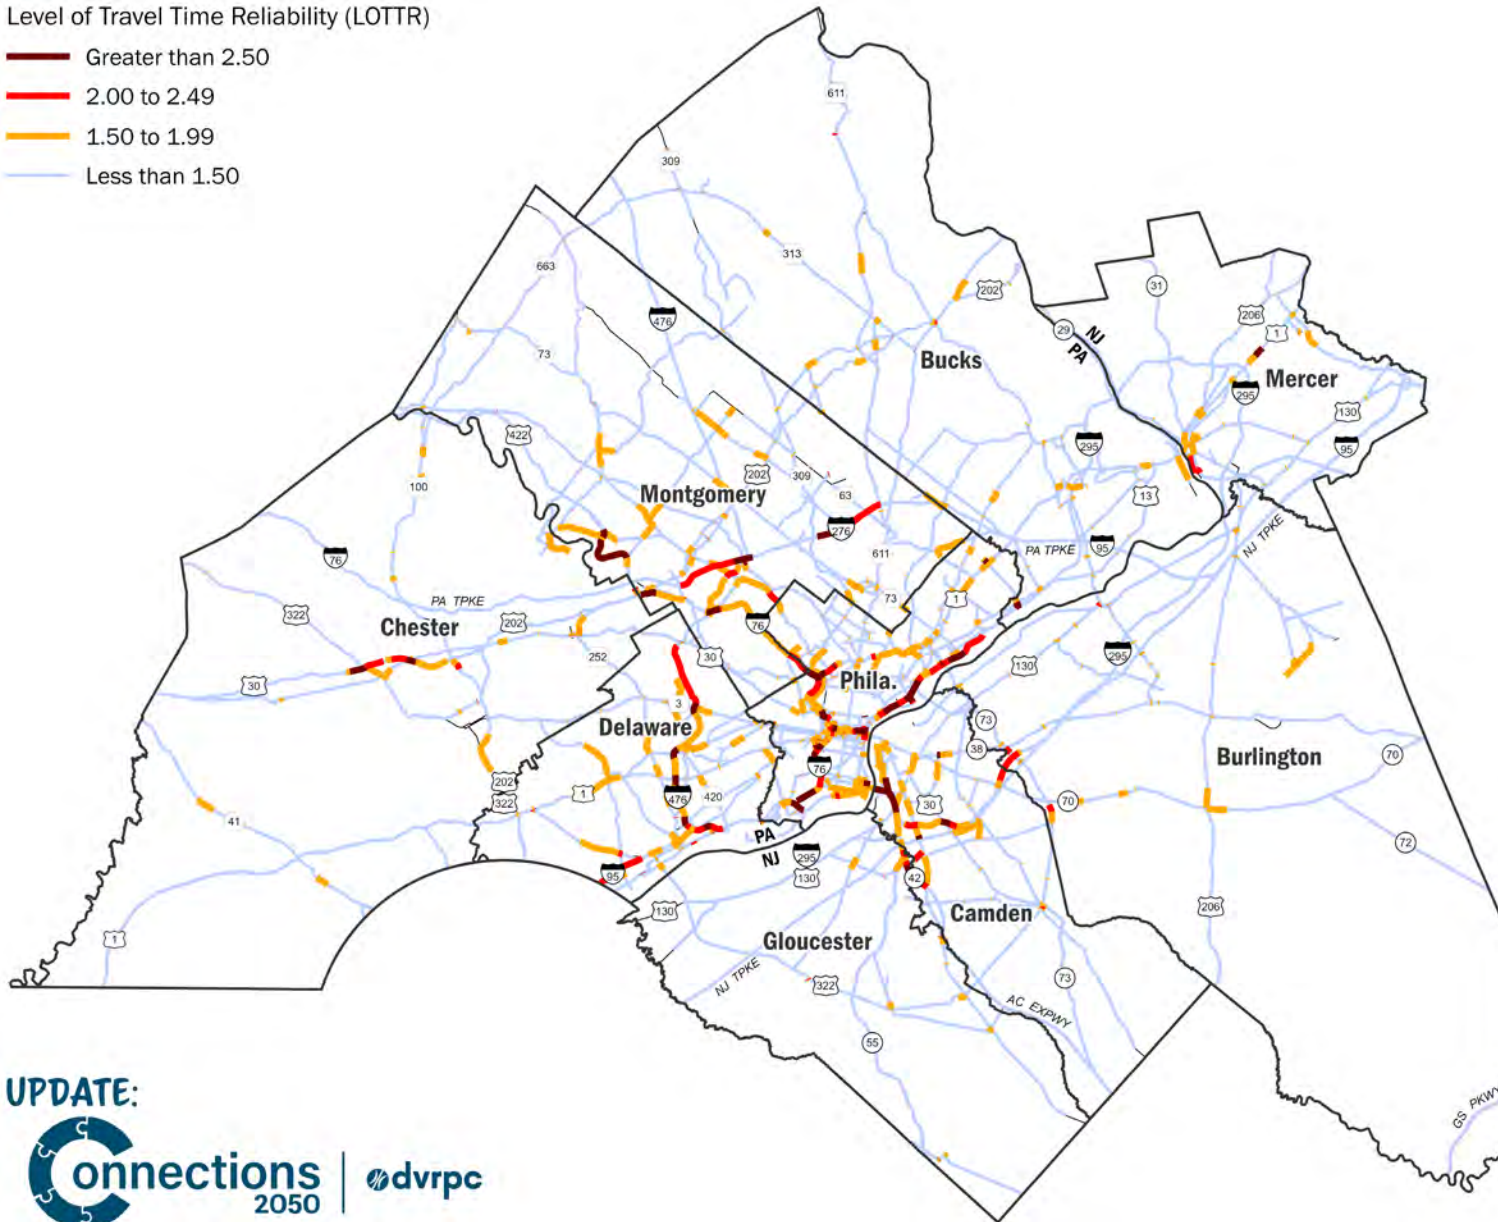 Level of Travel Time Reliability (LOTTR)
Greater than 2.50
2.00 to 2.49
1.50 to 1.99
Less than 1.50
611
309
313
663
476
202
31
206
1
29
NJ
PA
Bucks
Mercer
295
130
95
73
422
202
309
63
295
13
100
Montgomery
276
611
PA TPKE
95
NJ TPKE
76
PA TPKE
73
1
322
202
Chester
76
30
252
30
130
295
30
Phila.
3
Delaware
73
38
Burlington
70
76
202
322
1
476
420
30
70
41
PA
NJ
72
95
295
130
42
1
130
Camden
206
Gloucester
NJ TPKE
322
73
AC EXPWY
55
GS PKWY
UPDATE:
Connections
2050
dvrpc